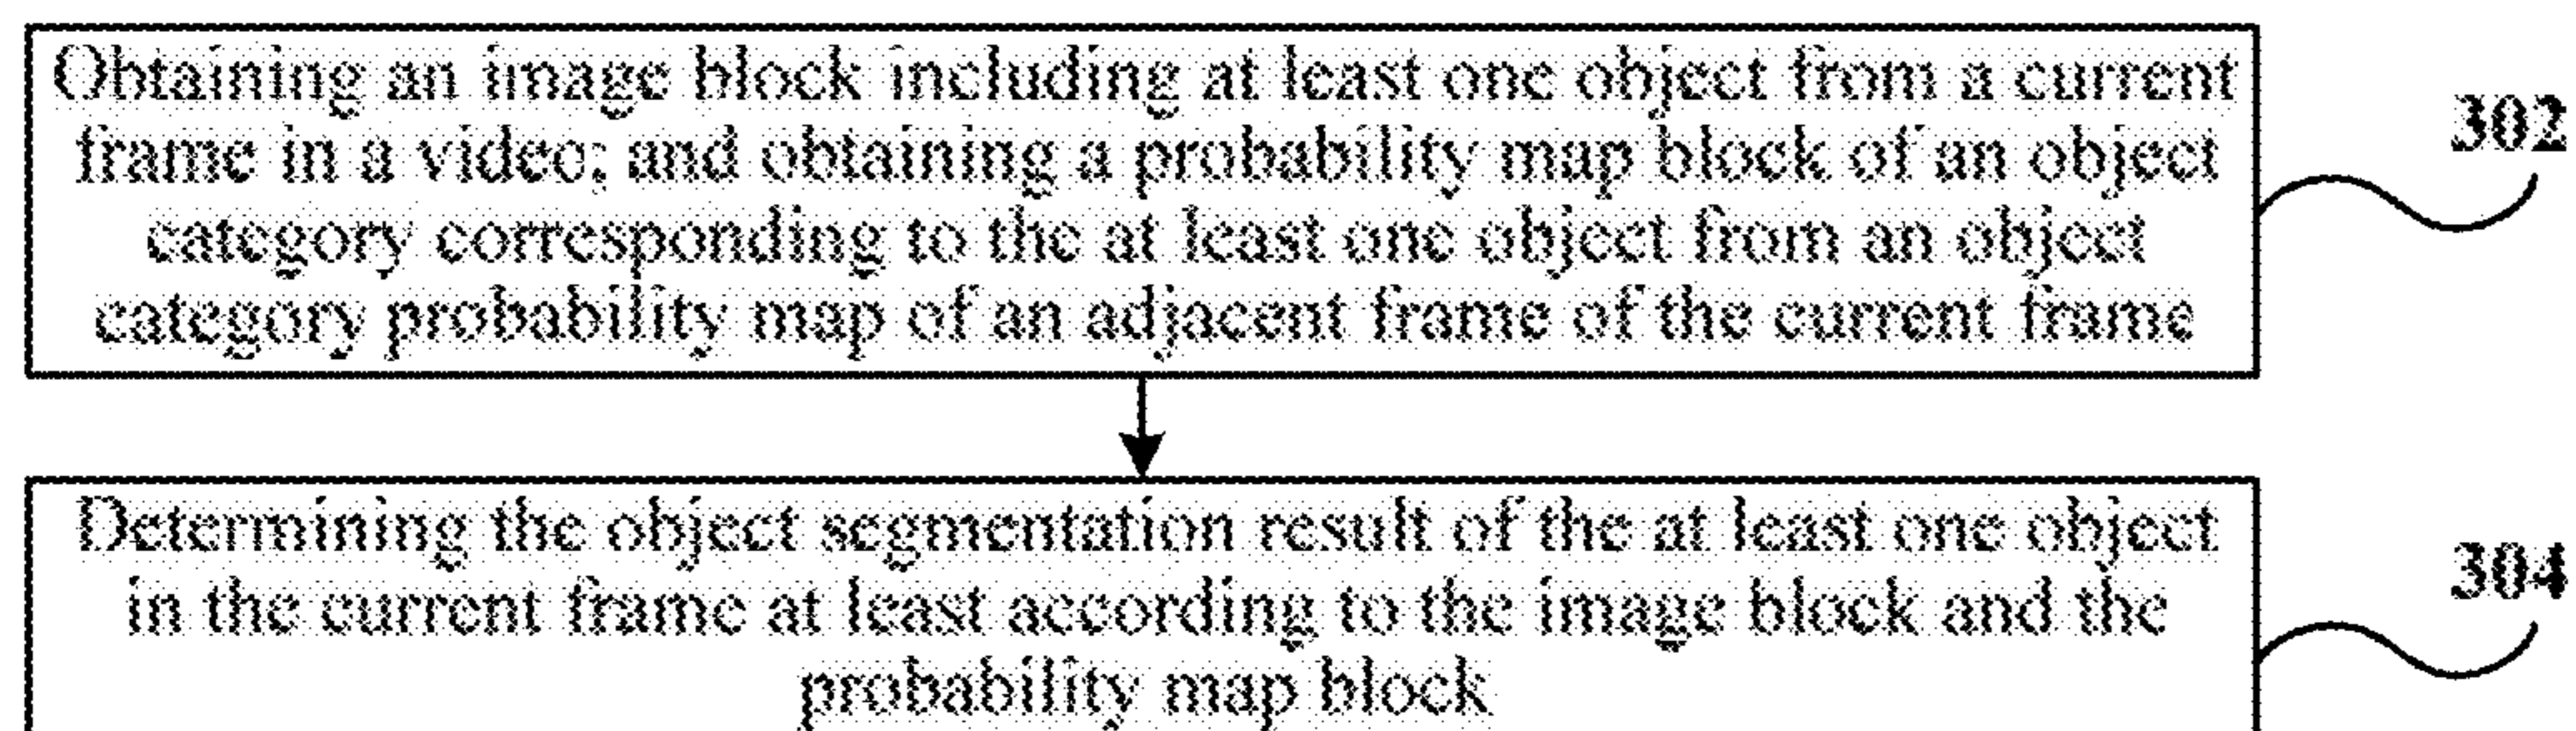 Obtaining an image block including at least one object from a current
frame in a video; and obtaining a probability map block of an object
category corresponding to the at least one object from an object
category probability map of an adjacent frame of the current frame
302
Determining the object segmentation result of the at least one object
in the current frame at least according to the image block and the
probability map block
304